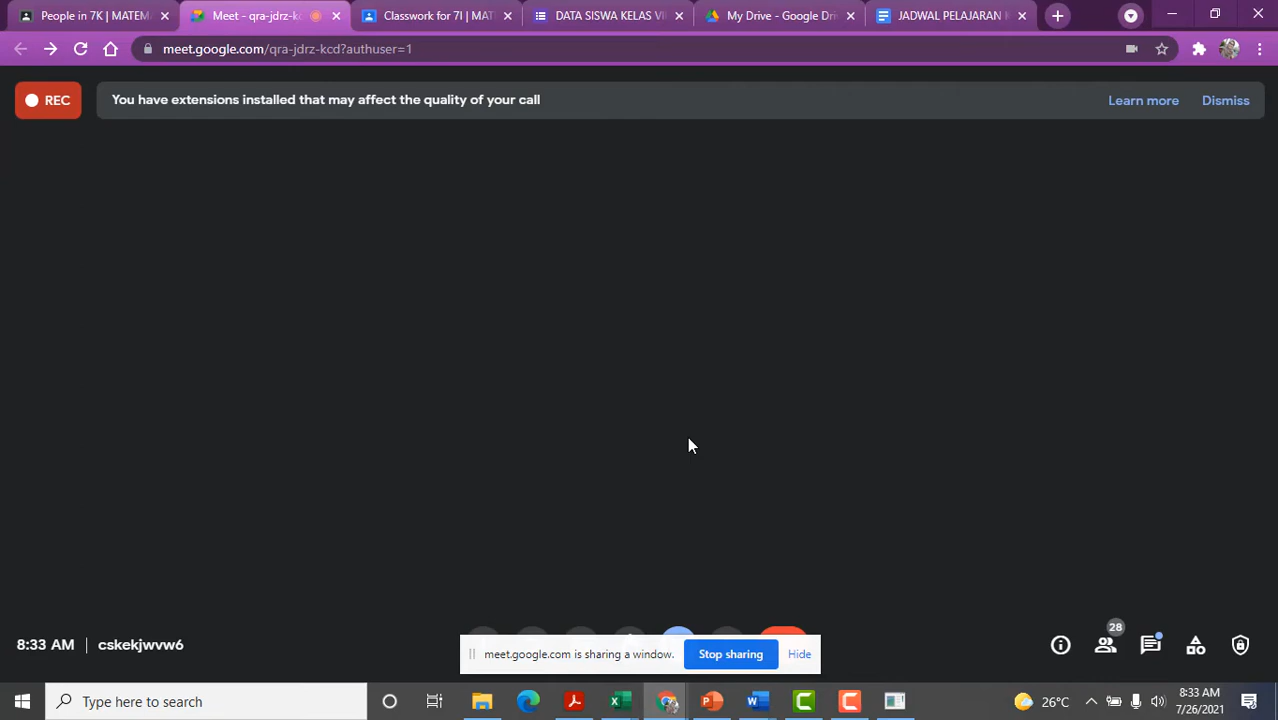 People in 7K | MATEM
Meet - qra-jdrz-kc
Classwork for 7I | MAT
DATA SISWA KELAS VI
My Drive - Google Dri
JADWAL PELAJARAN
meet.google.com/qra-jdrz-kcd?authuser=1
REC
You have extensions installed that may affect the quality of your call
Learn more
Dismiss
8:33 AM | cskekjwvw6
meet.google.com is sharing a window.
Stop sharing
Hide
28
Type here to search
26°C
8:33 AM
7/26/2021